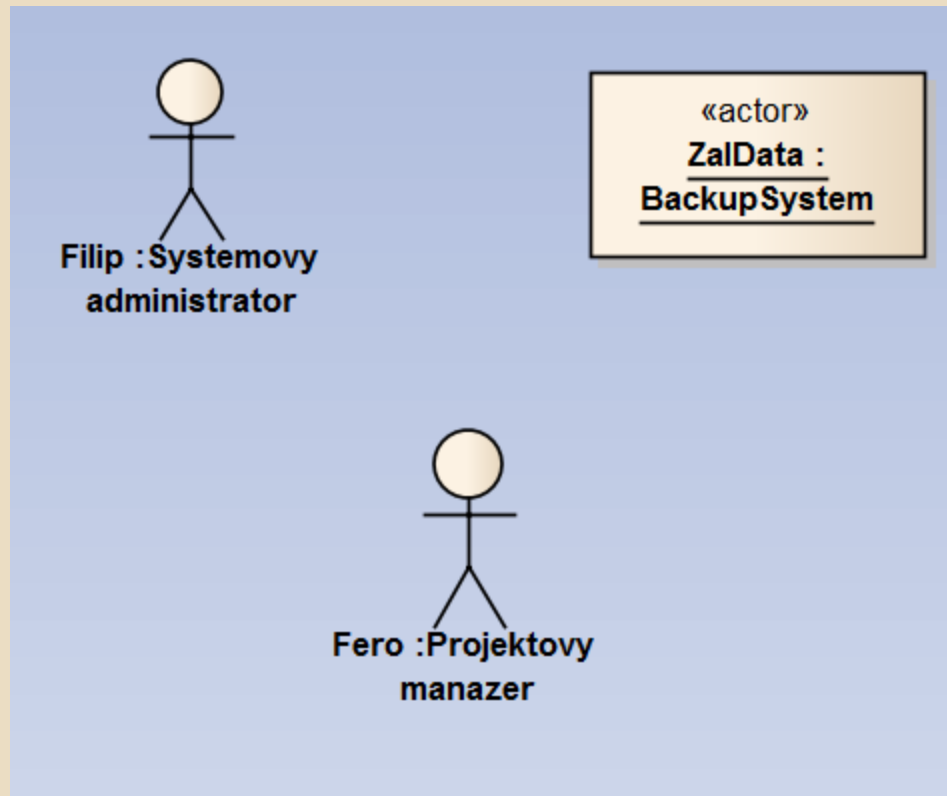 «actor»
ZalData :
BackupSystem
Filip :Systemovy
administrator
Fero :Projektovy
manazer